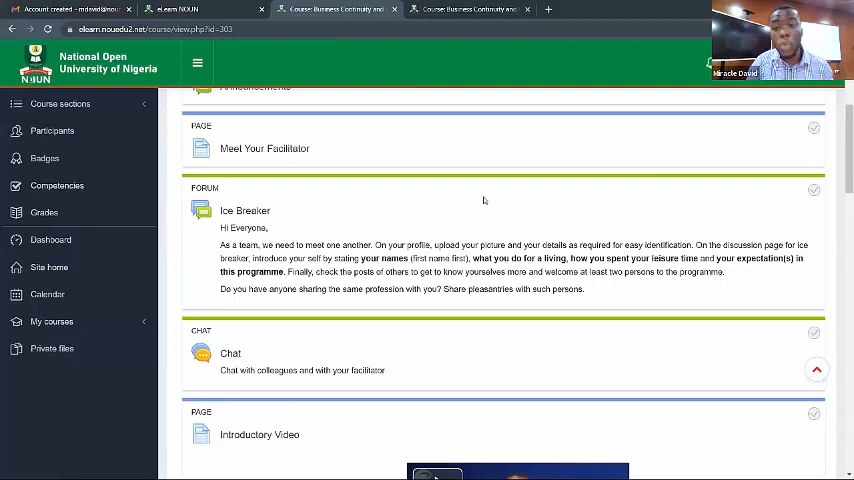 Account created - mdavid@nour
eLearn NOUN
Course: Business Continuity and
Course: Business Continuity and
elearn.nouedu2.net/course/view.php?id=303
National Open
University of Nigeria
NOUN
Miracle David
Course sections
Participants
Badges
Competencies
Grades
Dashboard
Site home
Calendar
My courses
Private files
Announcements
PAGE
Meet Your Facilitator
FORUM
Ice Breaker
Hi Everyone,
As a team, we need to meet one another. On your profile, upload your picture and your details as required for easy identification. On the discussion page for ice
breaker, introduce your self by stating your names (first name first), what you do for a living, how you spent your leisure time and your expectation(s) in
this programme. Finally, check the posts of others to get to know yourselves more and welcome at least two persons to the programme.
Do you have anyone sharing the same profession with you? Share pleasantries with such persons.
CHAT
Chat
Chat with colleagues and with your facilitator
PAGE
Introductory Video